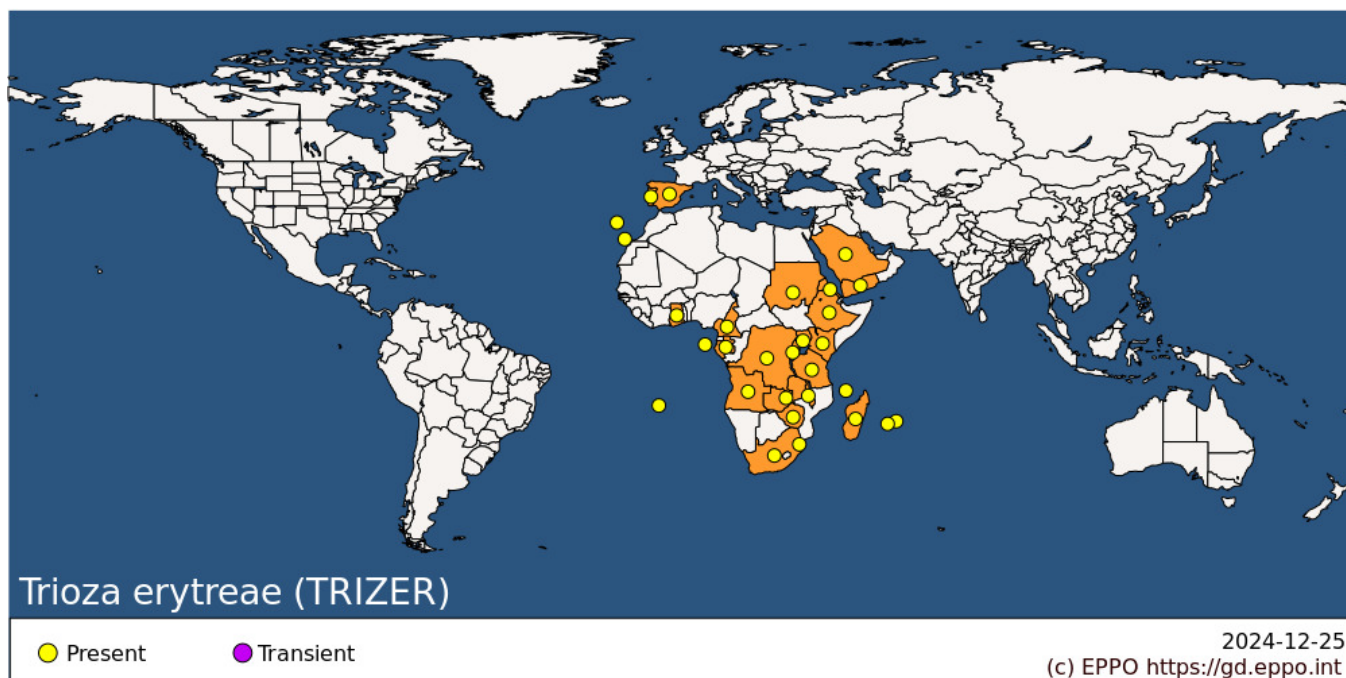 Trioza erytreae (TRIZER)
Present
Transient
2024-12-25
(c) EPPO https://gd.eppo.int